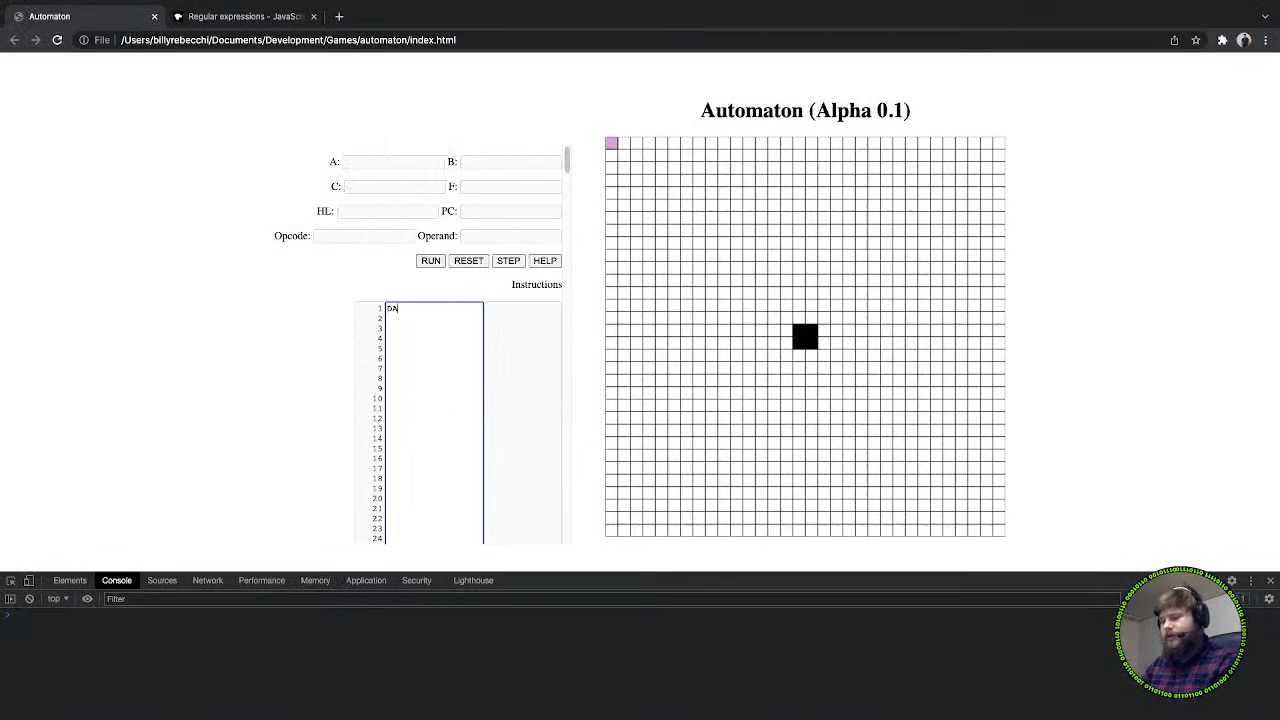 Automaton
Regular expressions - JavaScri
File
/Users/billyrebecchi/Documents/Development/Games/automaton/index.html
Automaton (Alpha 0.1)
A:
B:
C:
F:
HL:
PC:
Opcode:
Operand:
RUN
RESET
STEP
HELP
Instructions
1 DA
2
3
4
5
6
7
8
9
10
11
12
13
14
15
16
17
18
19
20
21
22
23
24
Elements
Console
Sources
Network
Performance
Memory
Application
Security
Lighthouse
top
Filter